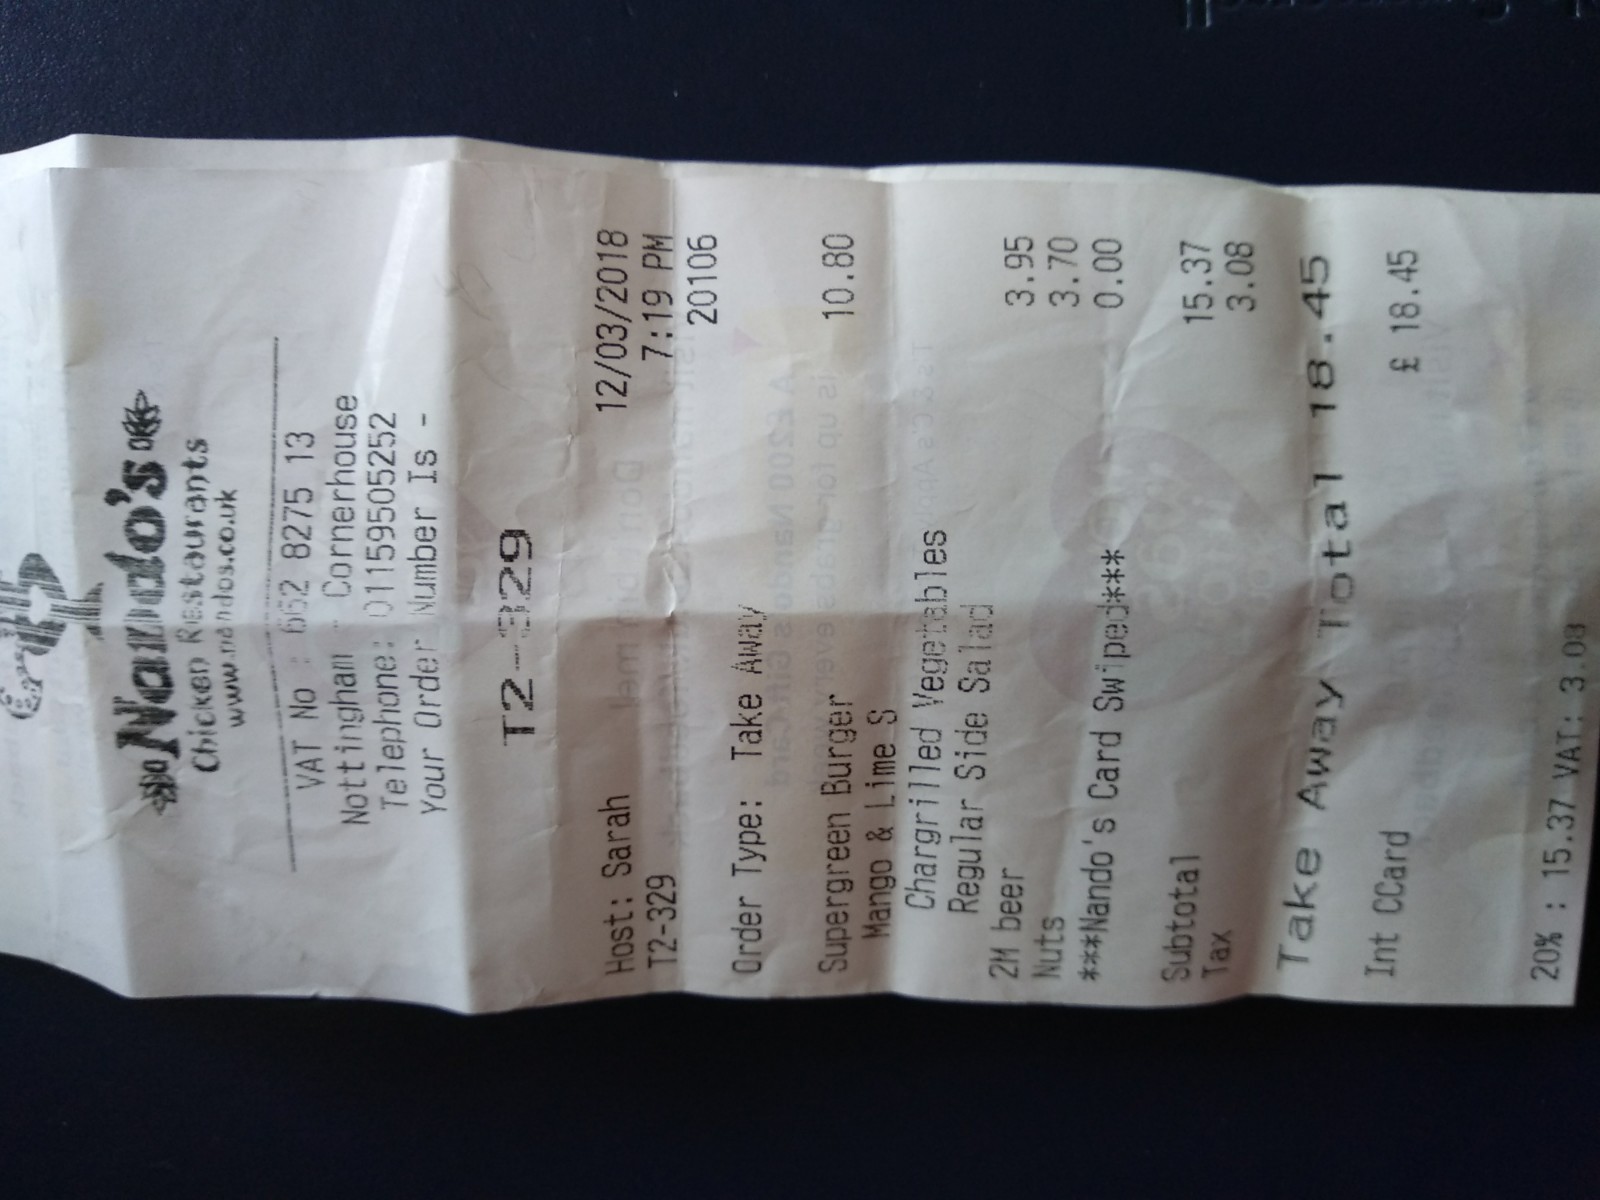 Nando's
Chicken Restaurants
www.nandos.co.uk
VAT No : 662 8275 13
Nottingham - Cornerhouse
Telephone: 01159505252
Your Order Number Is -
T2-329
12/03/2018
Host: Sarah 7:19 PM
T2-329 20106
Order Type: Take Away
Supergreen Burger 10.80
Mango & Lime S
Chargrilled Vegetables
Regular Side Salad
2M beer 3.95
Nuts 3.70
***Nando's Card Swiped*** 0.00
Subtotal 15.37
Tax 3.08
Take Away Total 18.45
Int CCard £ 18.45
20% : 15.37 VAT: 3.08